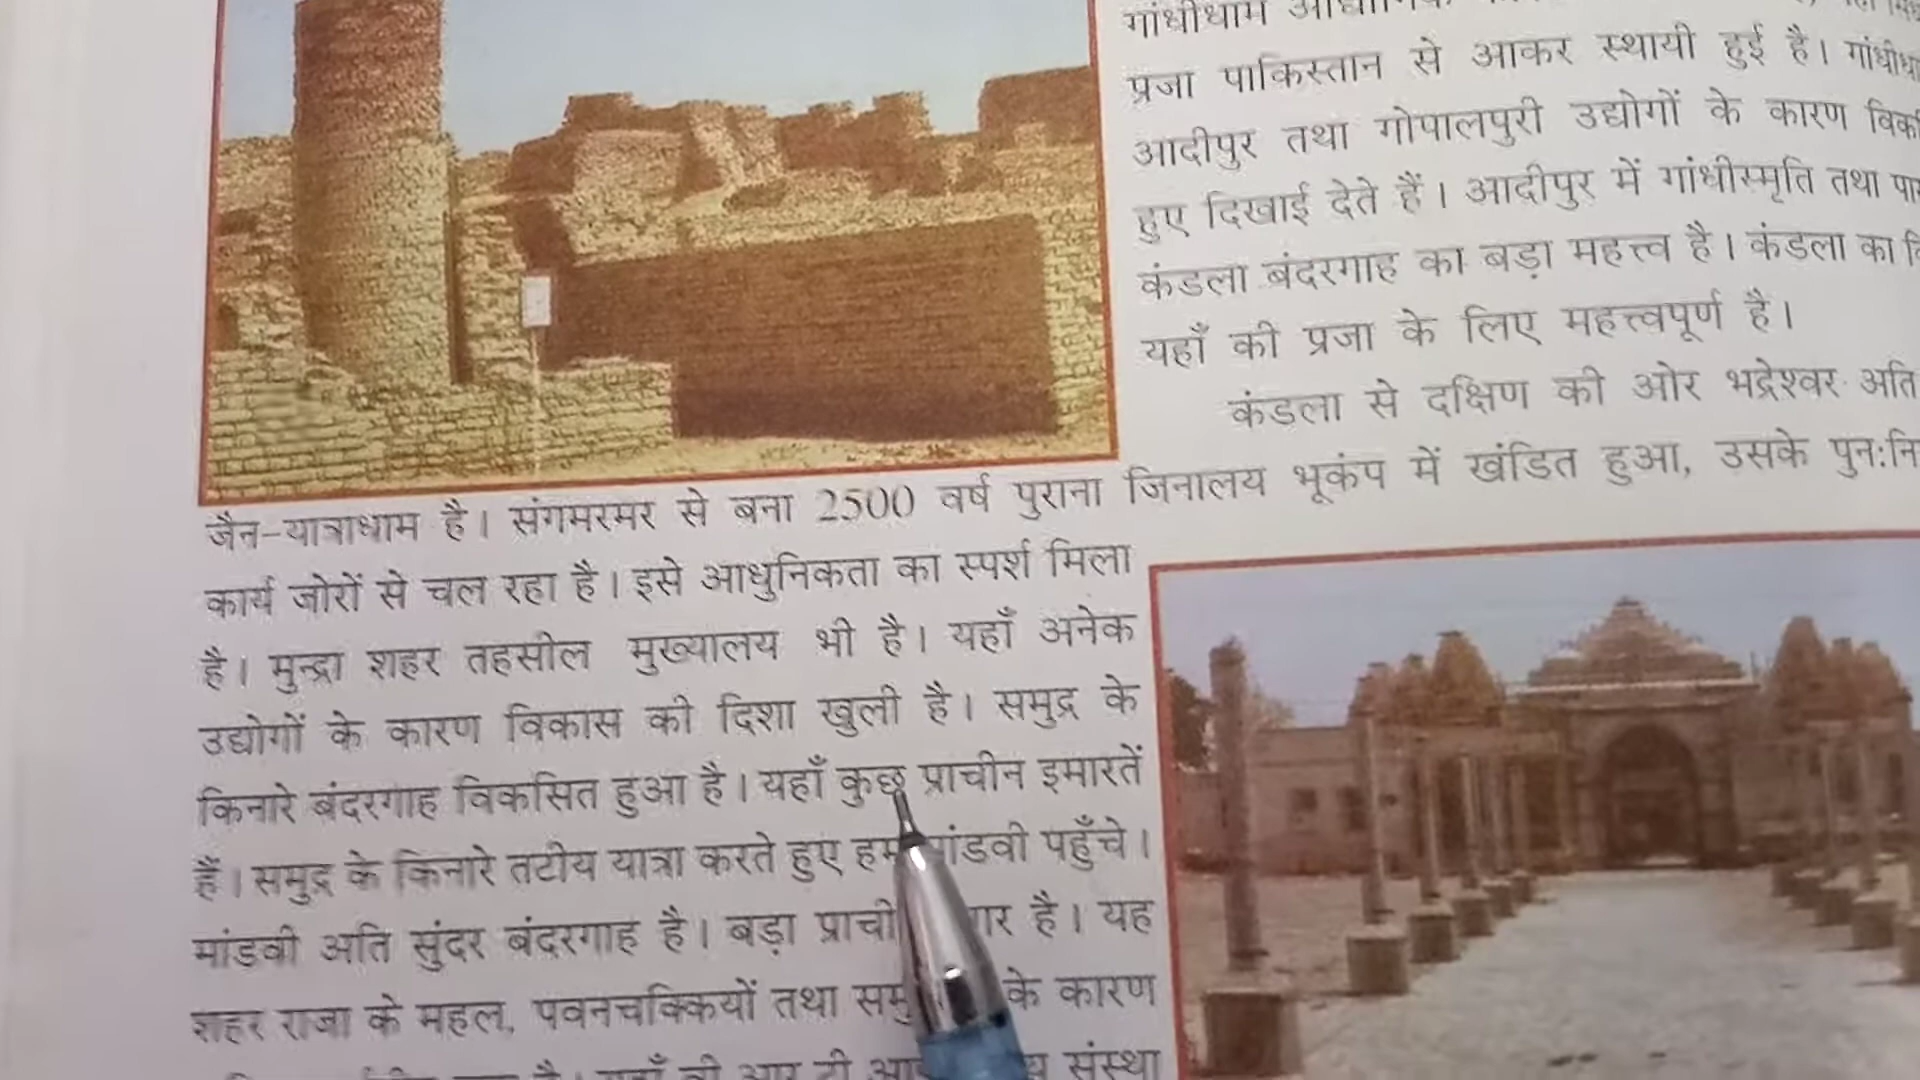 गांधीधाम
प्रजा पाकिस्तान से आकर स्थायी हुई है।
आदीपुर तथा गोपालपुरी उद्योगों के कारण
हुए दिखाई देते हैं। आदीपुर में गांधीस्मृति तथा
कंडला बंदरगाह का बड़ा महत्त्व है। कंडला का
यहाँ की प्रजा के लिए महत्त्वपूर्ण है।
कंडला से दक्षिण की ओर भद्रेश्वर अति
जैन-यात्राधाम है। संगमरमर से बना 2500 वर्ष पुराना जिनालय भूकंप में खंडित हुआ, उसके
कार्य जोरों से चल रहा है। इसे आधुनिकता का स्पर्श मिला
है। मुन्द्रा शहर तहसील मुख्यालय भी है। यहाँ अनेक
उद्योगों के कारण विकास की दिशा खुली है। समुद्र के
किनारे बंदरगाह विकसित हुआ है। यहाँ कुछ प्राचीन इमारतें
हैं। समुद्र के किनारे तटीय यात्रा करते हुए हम मांडवी पहुँचे।
मांडवी अति सुंदर बंदरगाह है। बड़ा है। यह
शहर राजा के महल, पवनचक्कियों तथा के कारण
संस्था